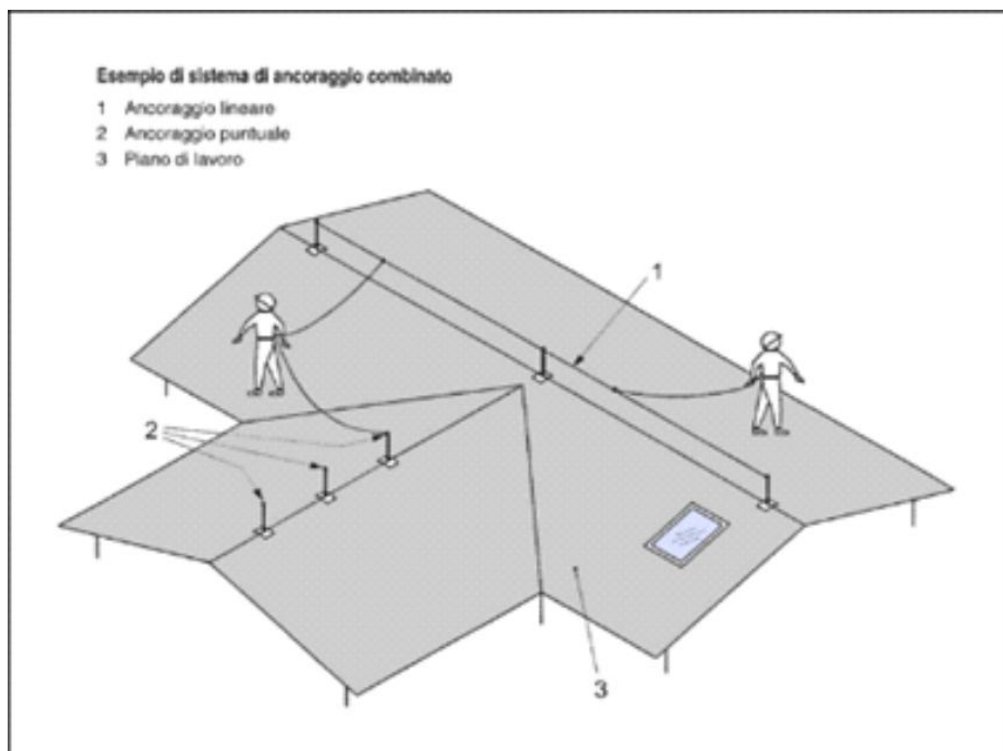 Esempio di sistema di ancoraggio combinato
1 Ancoraggio lineare
2 Ancoraggio puntuale
3 Piano di lavoro
1
2
3